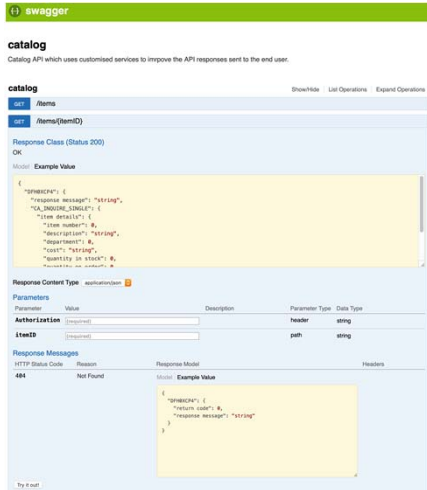 swagger
catalog
Catalog API which uses customised services to imrpove the API responses sent to the end user.
catalog Show/Hide List Operations Expand Operations
GET /items
GET /items/{itemID}
Response Class (Status 200)
OK
Model Example Value
{
"DFH0XCP4": {
"response message": "string",
"CA_INQUIRE_SINGLE": {
"item details": {
"item number": 0,
"description": "string",
"department": 0,
"cost": "string",
"quantity in stock": 0,
"quantity on order": 0
Response Content Type application/json
Parameters
Parameter Value Description Parameter Type Data Type
Authorization (required) header string
itemID (required) path string
Response Messages
HTTP Status Code Reason Response Model Headers
404 Not Found Model Example Value
{
"DFH0XCP4": {
"return code": 0,
"response message": "string"
}
}
Try it out!